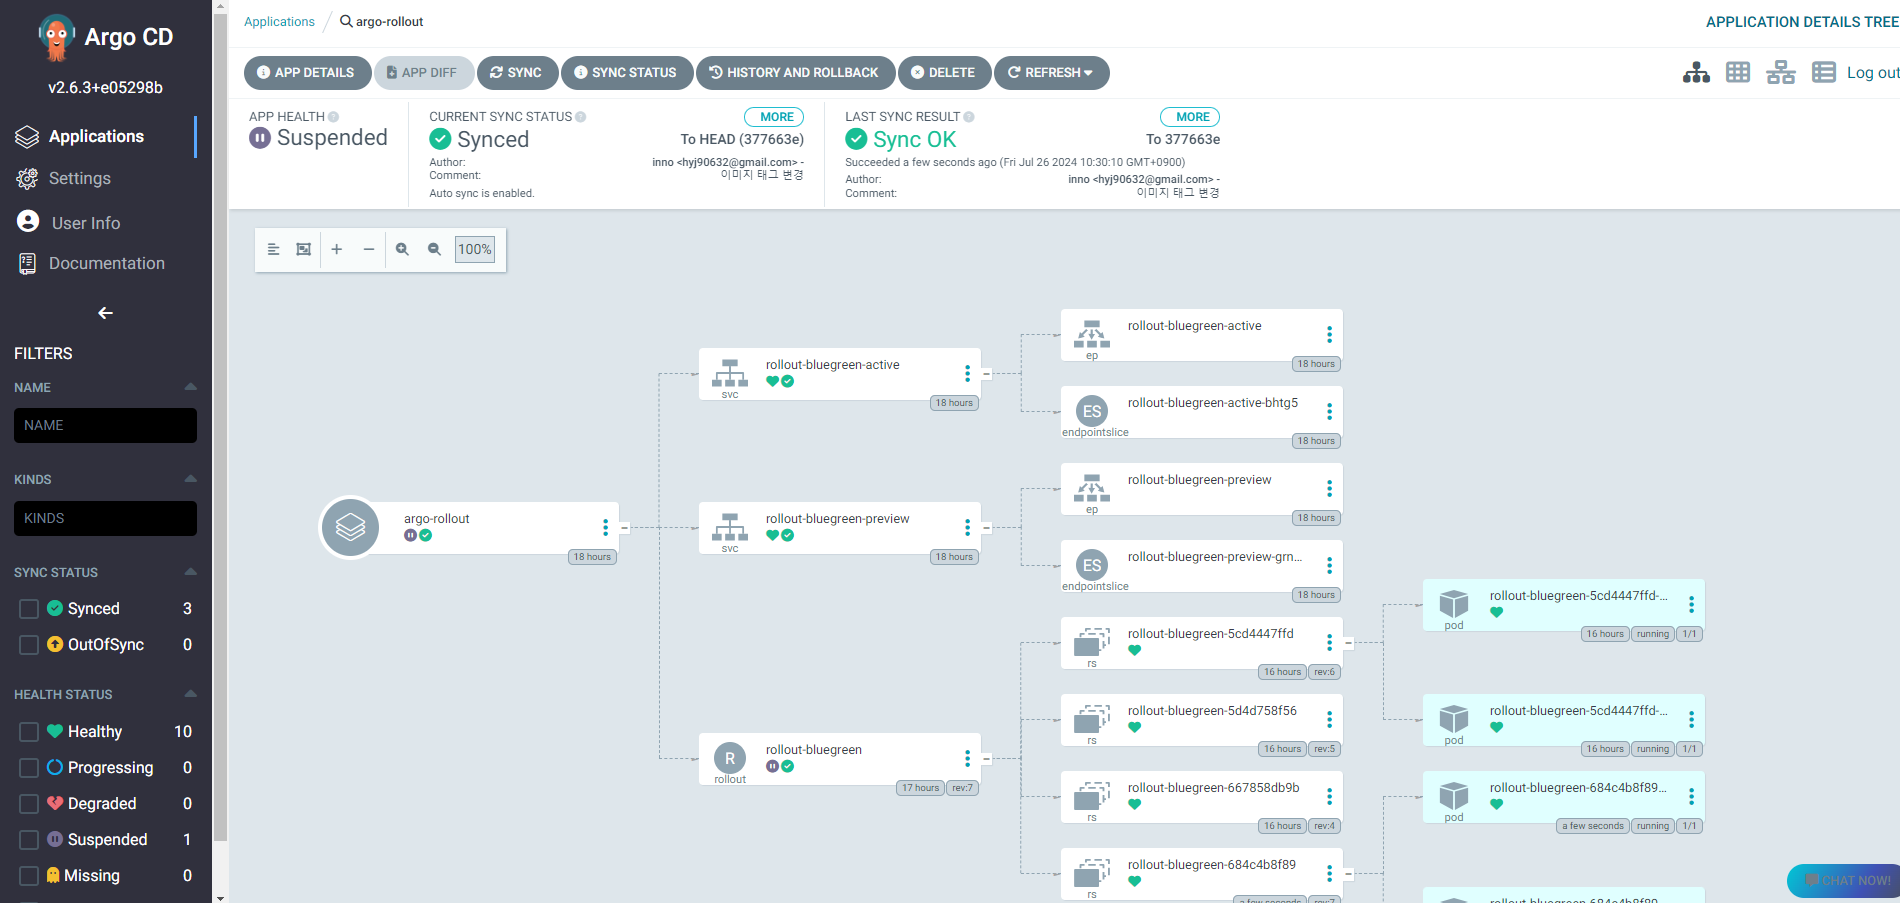 Argo CD
v2.6.3+e05298b
Applications
Settings
User Info
Documentation
FILTERS
NAME
NAME
KINDS
KINDS
SYNC STATUS
Synced 3
OutOfSync 0
HEALTH STATUS
Healthy 10
Progressing 0
Degraded 0
Suspended 1
Missing 0
Applications / argo-rollout
APPLICATION DETAILS TREE
APP DETAILS APP DIFF SYNC SYNC STATUS HISTORY AND ROLLBACK DELETE REFRESH
Log out
APP HEALTH
Suspended
CURRENT SYNC STATUS MORE
Synced To HEAD (377663e)
Author: inno <hyj90632@gmail.com> -
Comment: 이미지 태그 변경
Auto sync is enabled.
LAST SYNC RESULT MORE
Sync OK To 377663e
Succeeded a few seconds ago (Fri Jul 26 2024 10:30:10 GMT+0900)
Author: inno <hyj90632@gmail.com> -
Comment: 이미지 태그 변경
100%
argo-rollout
18 hours
rollout-bluegreen-active
svc
18 hours
rollout-bluegreen-preview
svc
18 hours
R
rollout-bluegreen
rollout
17 hours rev:7
rollout-bluegreen-active
ep
18 hours
ES
rollout-bluegreen-active-bhtg5
endpointslice
18 hours
rollout-bluegreen-preview
ep
18 hours
ES
rollout-bluegreen-preview-grn...
endpointslice
18 hours
rollout-bluegreen-5cd4447ffd
rs
16 hours rev:6
rollout-bluegreen-5d4d758f56
rs
16 hours rev:5
rollout-bluegreen-667858db9b
rs
16 hours rev:4
rollout-bluegreen-684c4b8f89
rs
a few seconds rev:7
rollout-bluegreen-5cd4447ffd-...
pod
16 hours running 1/1
rollout-bluegreen-5cd4447ffd-...
pod
16 hours running 1/1
rollout-bluegreen-684c4b8f89...
pod
a few seconds running 1/1
rollout-bluegreen-684c4b8f89
CHAT NOW!